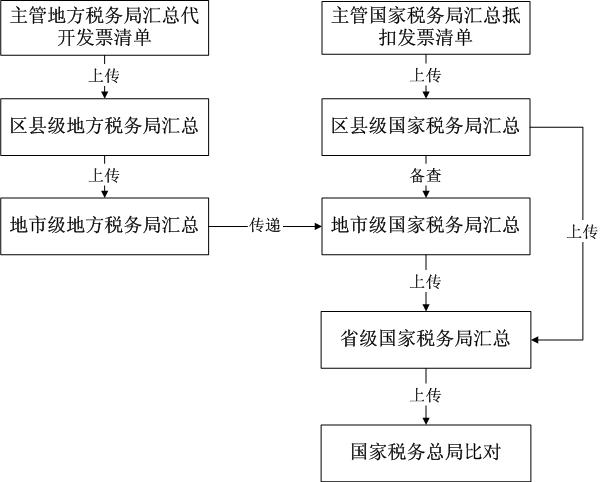 主管地方税务局汇总代
开发票清单
主管国家税务局汇总抵
扣发票清单
上传
上传
区县级地方税务局汇总
区县级国家税务局汇总
上传
备查
地市级地方税务局汇总
传递
地市级国家税务局汇总
上传
上传
省级国家税务局汇总
上传
国家税务总局比对